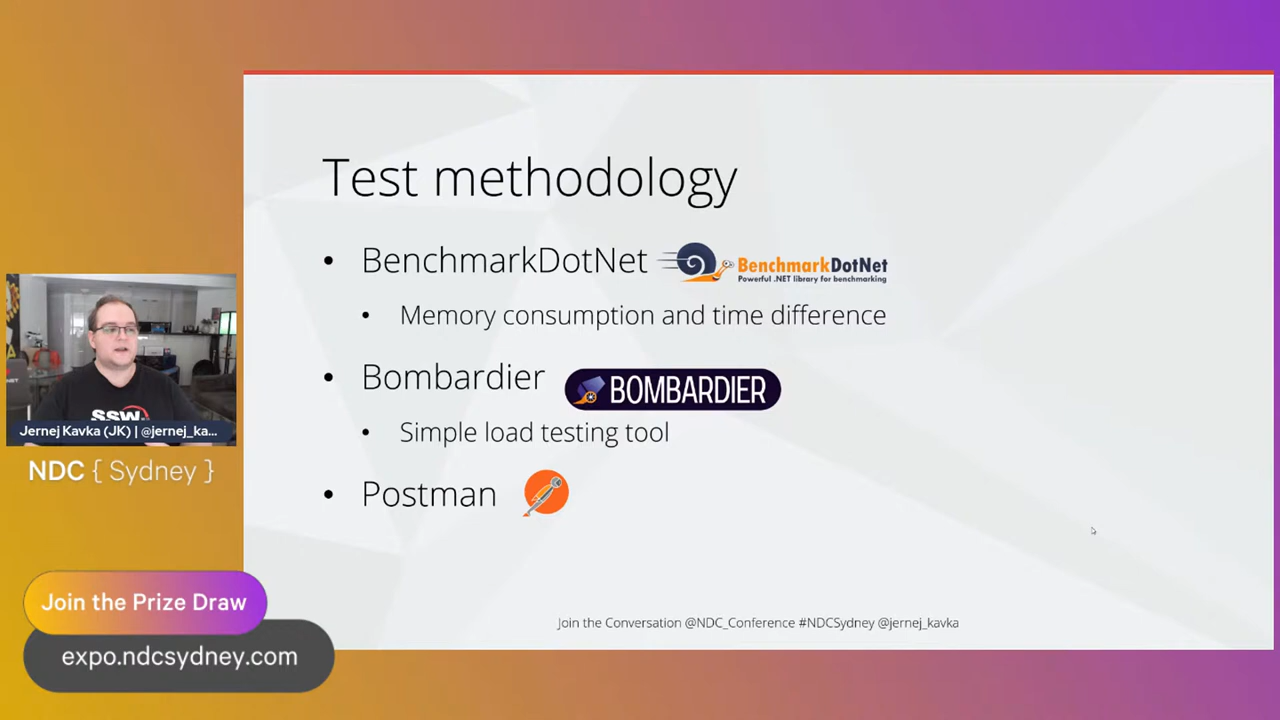 Test methodology
• BenchmarkDotNet
BenchmarkDotNet
Powerful .NET library for benchmarking
• Memory consumption and time difference
• Bombardier
BOMBARDIER
• Simple load testing tool
• Postman
Join the Conversation @NDC_Conference #NDCSydney @jernej_kavka
SSW
Jernej Kavka (JK) | @jernej_ka...
NDC { Sydney }
Join the Prize Draw
expo.ndcsydney.com